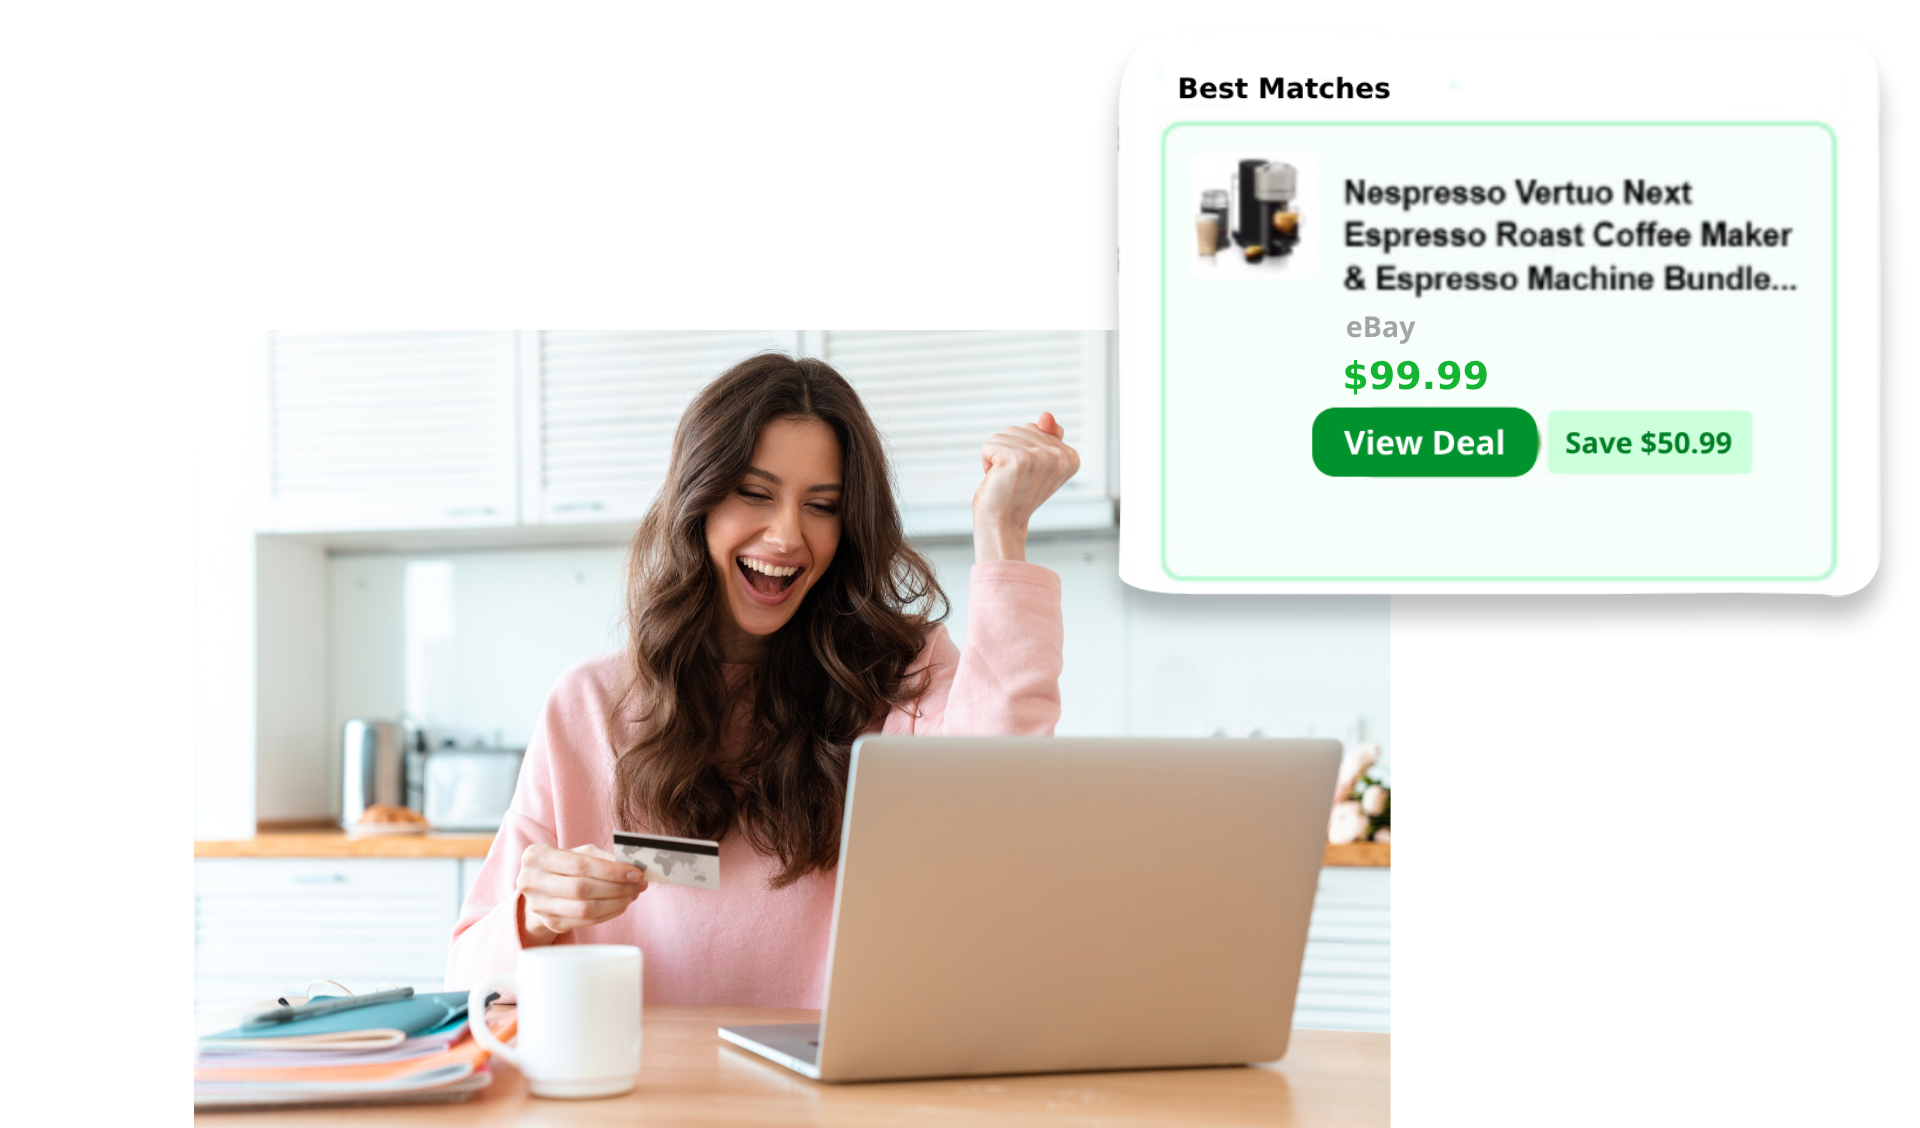 Best Matches
Nespresso Vertuo Next
Espresso Roast Coffee Maker
& Espresso Machine Bundle...
eBay
$99.99
View Deal
Save $50.99